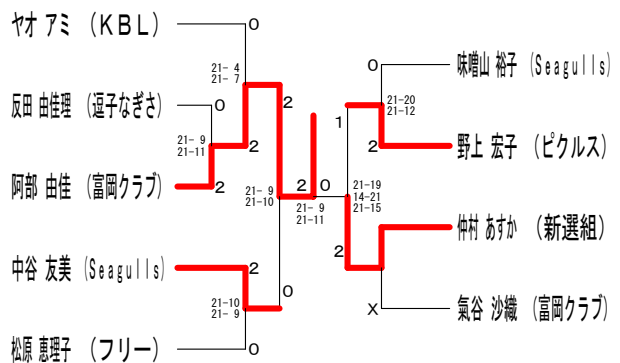 ヤオ アミ （ＫＢＬ）
0
21- 4
21- 7
2
反田 由佳理 （逗子なぎさ）
0
21- 9
21-11
2
阿部 由佳 （富岡クラブ）
2
21- 9
21-10
2
0
21- 9
21-11
中谷 友美 （Seagulls）
2
21-10
21- 9
0
松原 恵理子 （フリー）
0
味噌山 裕子 （Seagulls）
0
21-20
21-12
1
野上 宏子 （ピクルス）
2
21-19
14-21
21-15
仲村 あすか （新選組）
2
氣谷 沙織 （富岡クラブ）
X